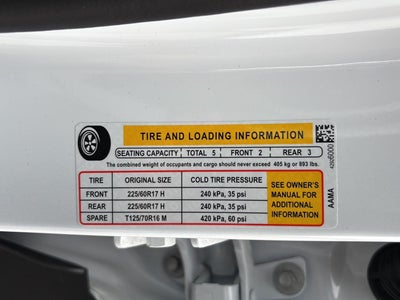 TIRE AND LOADING INFORMATION
SEATING CAPACITY TOTAL 5 FRONT 2 REAR 3
The combined weight of occupants and cargo should never exceed 405 kg or 893 lbs.
TIRE ORIGINAL SIZE COLD TIRE PRESSURE
FRONT 225/60R17 H 240 kPa, 35 psi
REAR 225/60R17 H 240 kPa, 35 psi
SPARE T125/70R16 M 420 kPa, 60 psi
SEE OWNER'S
MANUAL FOR
ADDITIONAL
INFORMATION
AAMA